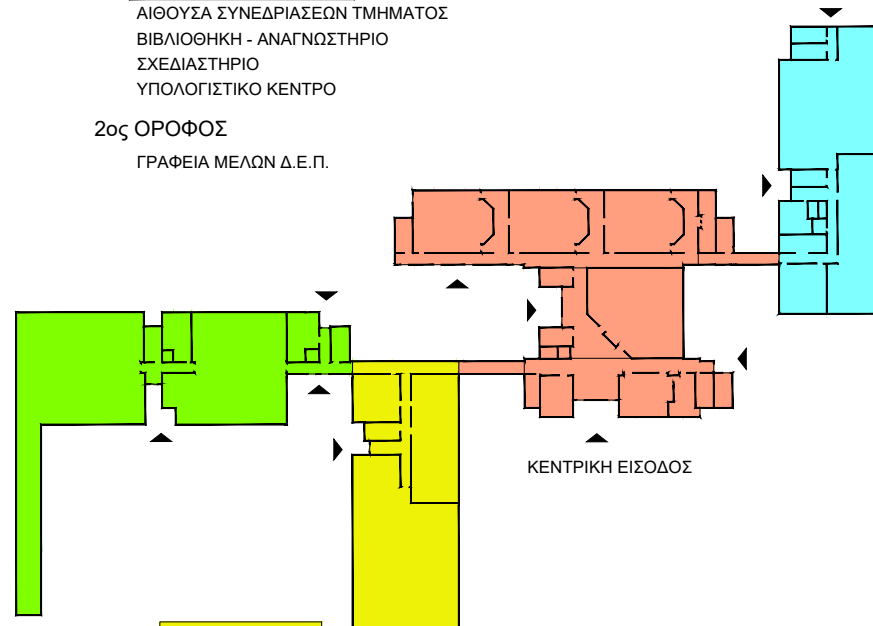 ΑΙΘΟΥΣΑ ΣΥΝΕΔΡΙΑΣΕΩΝ ΤΜΗΜΑΤΟΣ
ΒΙΒΛΙΟΘΗΚΗ - ΑΝΑΓΝΩΣΤΗΡΙΟ
ΣΧΕΔΙΑΣΤΗΡΙΟ
ΥΠΟΛΟΓΙΣΤΙΚΟ ΚΕΝΤΡΟ
2ος ΟΡΟΦΟΣ
ΓΡΑΦΕΙΑ ΜΕΛΩΝ Δ.Ε.Π.
ΚΕΝΤΡΙΚΗ ΕΙΣΟΔΟΣ